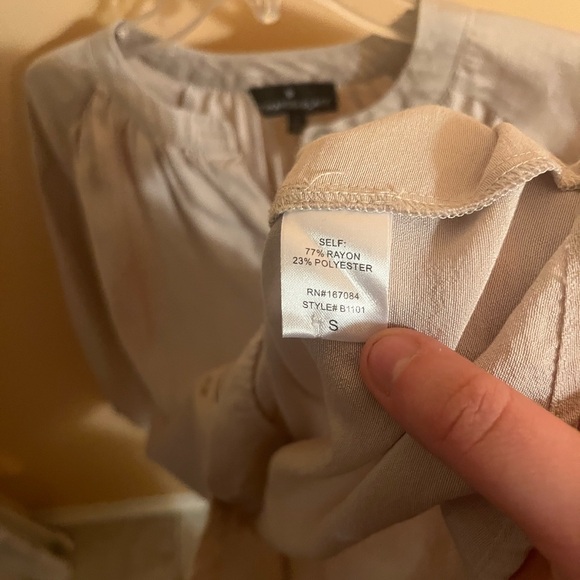 SELF:
77% RAYON
23% POLYESTER
RN#167084
STYLE# B1101
S